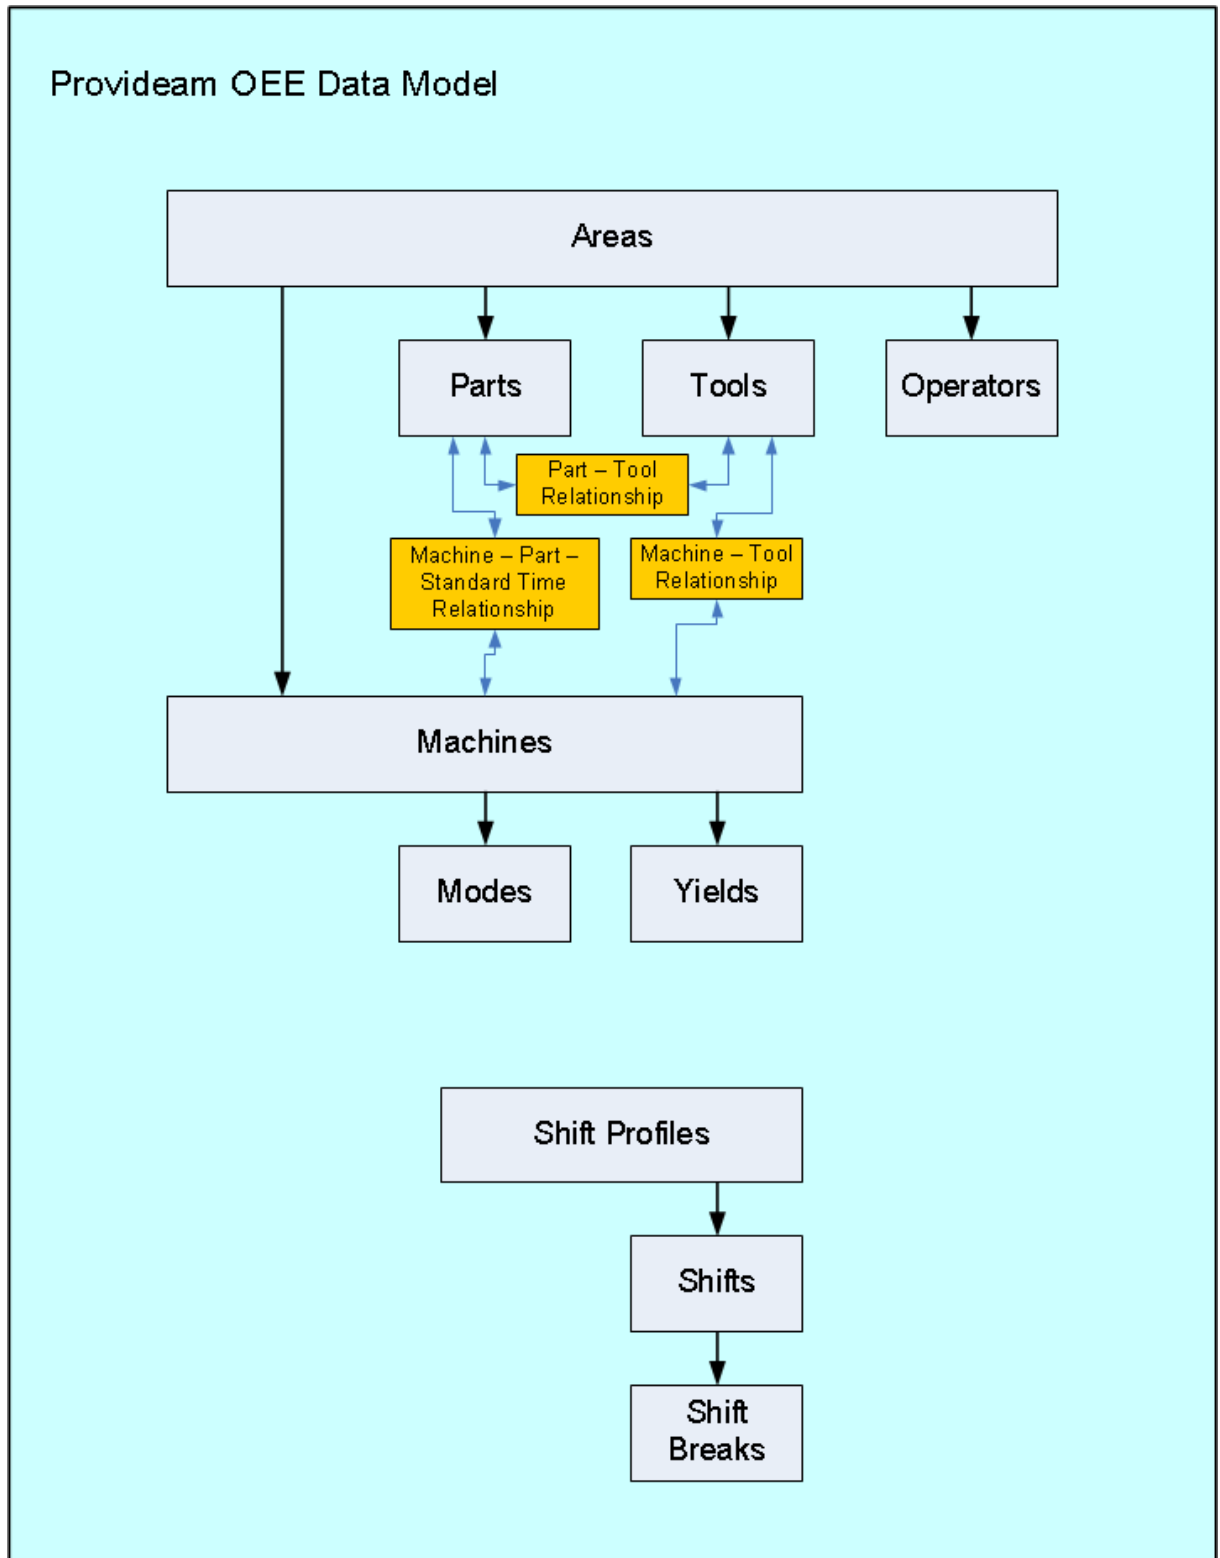 Provideam OEE Data Model
Areas
Parts
Tools
Operators
Part – Tool
Relationship
Machine – Part –
Standard Time
Relationship
Machine – Tool
Relationship
Machines
Modes
Yields
Shift Profiles
Shifts
Shift
Breaks